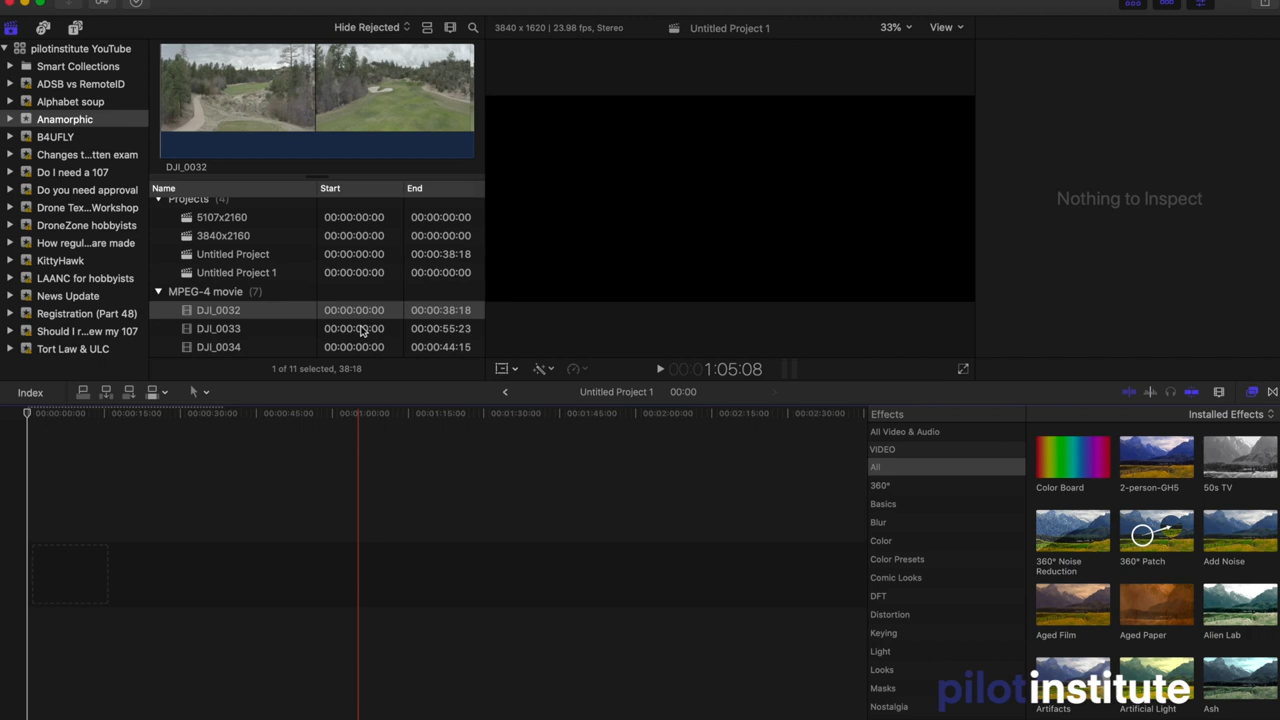 Hide Rejected
3840 x 1620 | 23.98 fps, Stereo
Untitled Project 1
33%
View
pilotinstitute YouTube
Smart Collections
ADSB vs RemoteID
Alphabet soup
Anamorphic
B4UFLY
Changes t...tten exam
Do I need a 107
Do you need approval
Drone Tex...Workshop
DroneZone hobbyists
How regul...are made
KittyHawk
LAANC for hobbyists
News Update
Registration (Part 48)
Should I r...ew my 107
Tort Law & ULC
DJI_0032
Name Start End
Projects (4)
5107x2160 00:00:00:00 00:00:00:00
3840x2160 00:00:00:00 00:00:00:00
Untitled Project 00:00:00:00 00:00:38:18
Untitled Project 1 00:00:00:00 00:00:00:00
MPEG-4 movie (7)
DJI_0032 00:00:00:00 00:00:38:18
DJI_0033 00:00:00:00 00:00:55:23
DJI_0034 00:00:00:00 00:00:44:15
1 of 11 selected, 38:18
00:001:05:08
Nothing to Inspect
Index
Untitled Project 1 00:00
00:00:00:00 00:00:15:00 00:00:30:00 00:00:45:00 00:01:00:00 00:01:15:00 00:01:30:00 00:01:45:00 00:02:00:00 00:02:15:00 00:02:30:00
Effects
Installed Effects
All Video & Audio
VIDEO
All
360°
Basics
Blur
Color
Color Presets
Comic Looks
DFT
Distortion
Keying
Light
Looks
Masks
Nostalgia
Color Board
2-person-GH5
50s TV
360° Noise
Reduction
360° Patch
Add Noise
Aged Film
Aged Paper
Alien Lab
Artifacts
Artificial Light
Ash
pilotinstitute